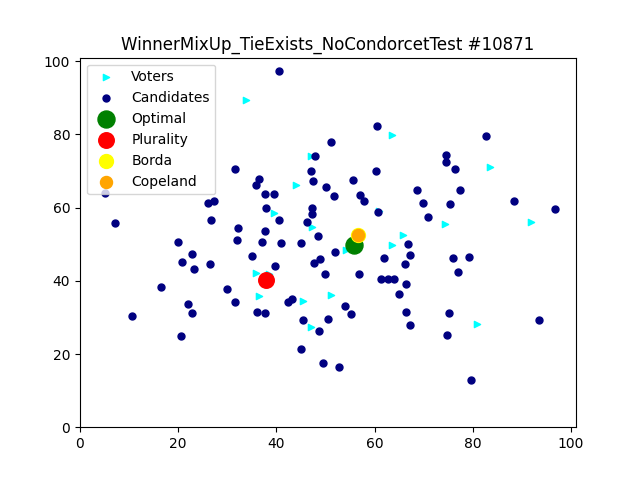 WinnerMixUp_TieExists_NoCondorcetTest #10871
Voters
Candidates
Optimal
Plurality
Borda
Copeland
100
80
60
40
20
0
0 20 40 60 80 100